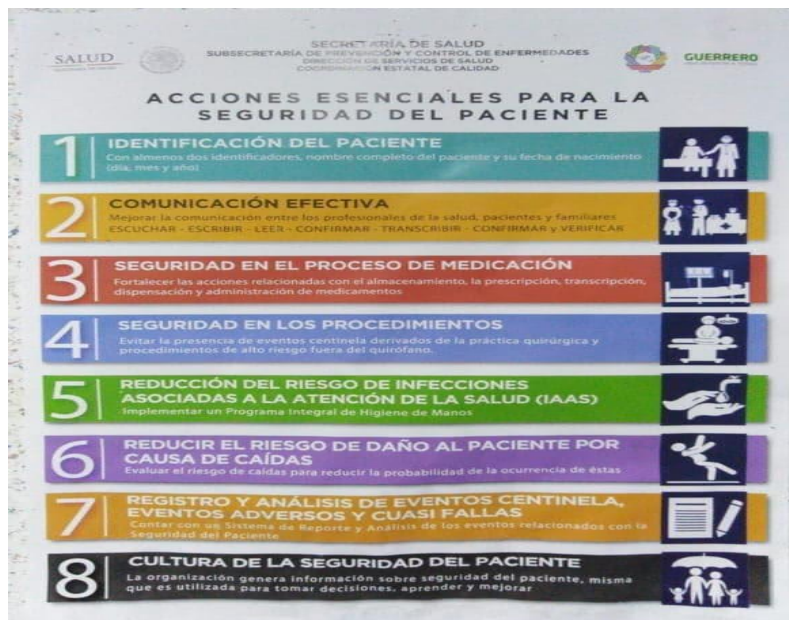 SALUD
SECRETARÍA DE SALUD
SUBSECRETARÍA DE PREVENCIÓN Y CONTROL DE ENFERMEDADES
DIRECCIÓN DE SERVICIOS DE SALUD
COORDINACIÓN ESTATAL DE CALIDAD
GUERRERO
ACCIONES ESENCIALES PARA LA
SEGURIDAD DEL PACIENTE
1 IDENTIFICACIÓN DEL PACIENTE
Con almenos dos identificadores, nombre completo del paciente y su fecha de nacimiento
(día, mes y año)
2 COMUNICACIÓN EFECTIVA
Mejorar la comunicación entre los profesionales de la salud, pacientes y familiares
ESCUCHAR - ESCRIBIR - LEER - CONFIRMAR - TRANSCRIBIR - CONFIRMAR y VERIFICAR
3 SEGURIDAD EN EL PROCESO DE MEDICACIÓN
Fortalecer las acciones relacionadas con el almacenamiento, la prescripción, transcripción,
dispensación y administración de medicamentos
4 SEGURIDAD EN LOS PROCEDIMIENTOS
Evitar la presencia de eventos centinela derivados de la práctica quirúrgica y
procedimientos de alto riesgo fuera del quirófano.
5 REDUCCIÓN DEL RIESGO DE INFECCIONES
ASOCIADAS A LA ATENCIÓN DE LA SALUD (IAAS)
Implementar un Programa Integral de Higiene de Manos
6 REDUCIR EL RIESGO DE DAÑO AL PACIENTE POR
CAUSA DE CAÍDAS
Evaluar el riesgo de caídas para reducir la probabilidad de la ocurrencia de éstas
7 REGISTRO Y ANÁLISIS DE EVENTOS CENTINELA,
EVENTOS ADVERSOS Y CUASI FALLAS
Contar con un Sistema de Reporte y Análisis de los eventos relacionados con la
Seguridad del Paciente
8 CULTURA DE LA SEGURIDAD DEL PACIENTE
La organización genera información sobre seguridad del paciente, misma
que es utilizada para tomar decisiones, aprender y mejorar